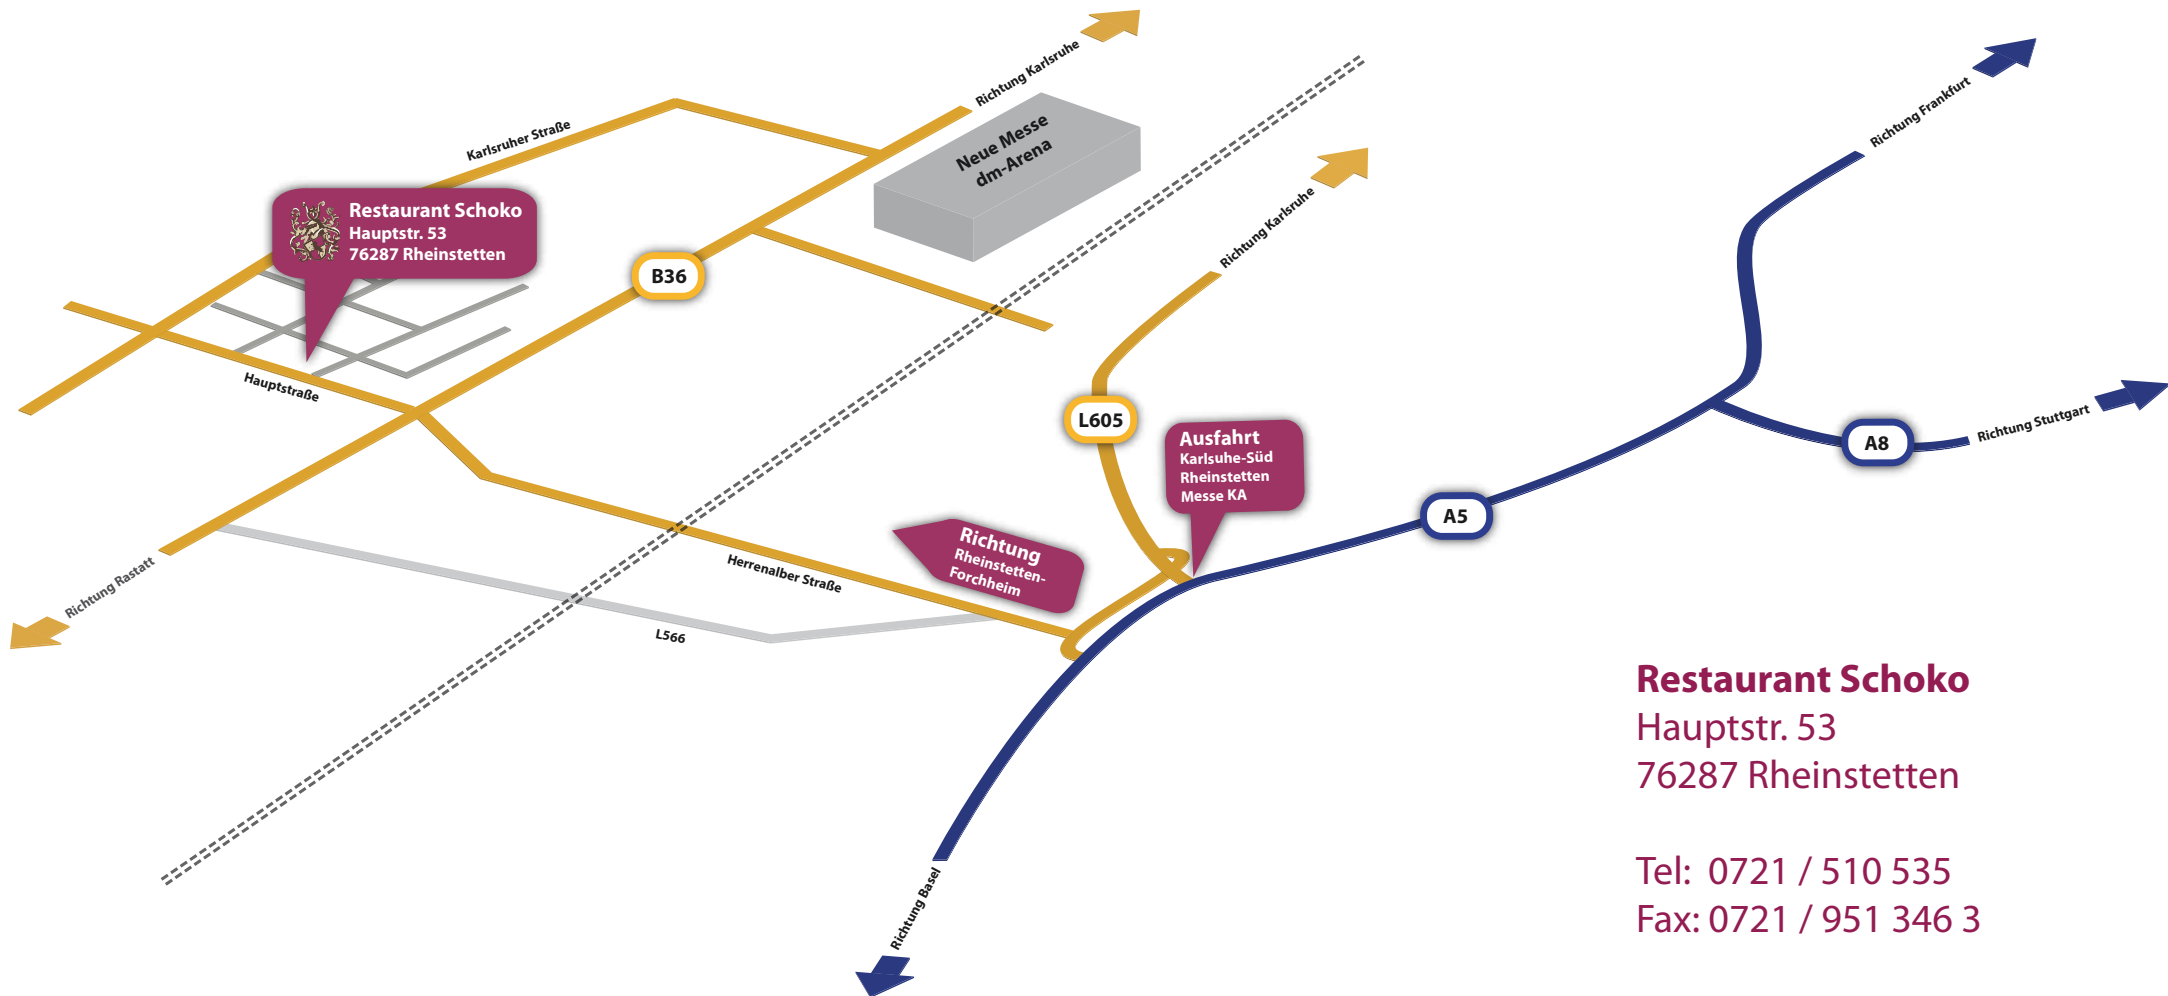 Richtung Karlsruhe
Karlsruher Straße
Neue Messe
dm-Arena
Richtung Frankfurt
Restaurant Schoko
Hauptstr. 53
76287 Rheinstetten
B36
Richtung Karlsruhe
Hauptstraße
L605
Ausfahrt
Karlsuhe-Süd
Rheinstetten
Messe KA
Richtung Stuttgart
A8
A5
Richtung
Rheinstetten-
Forchheim
Herrenalber Straße
Richtung Rastatt
L566
Richtung Basel
Restaurant Schoko
Hauptstr. 53
76287 Rheinstetten
Tel: 0721 / 510 535
Fax: 0721 / 951 346 3